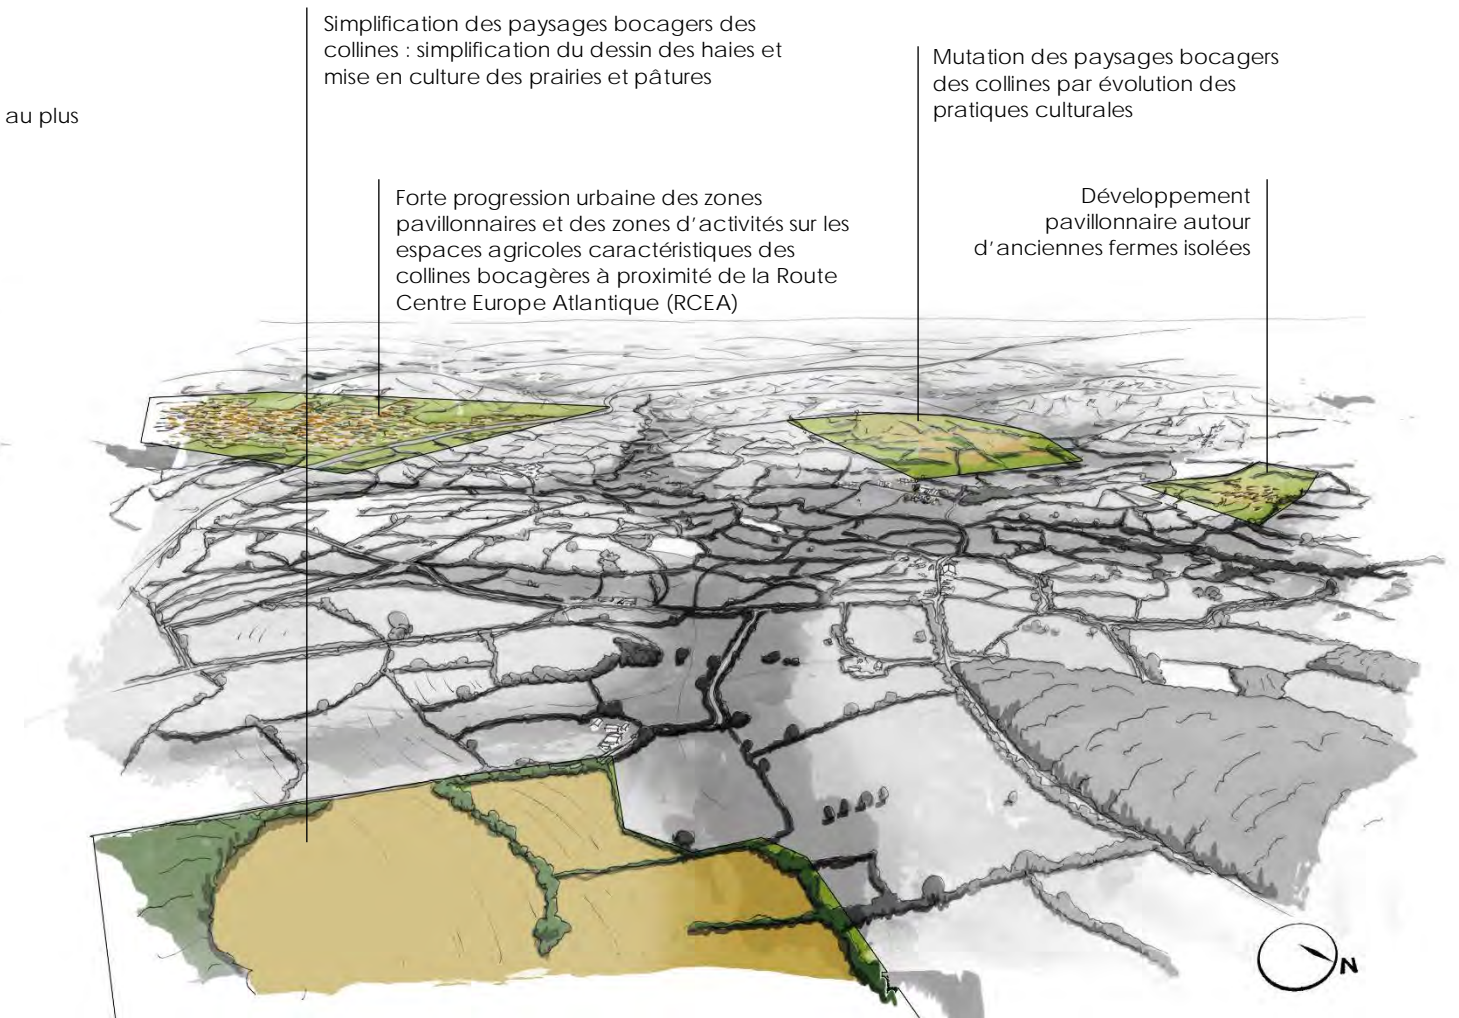 Simplification des paysages bocagers des
collines : simplification du dessin des haies et
mise en culture des prairies et pâtures
Mutation des paysages bocagers
des collines par évolution des
pratiques culturales
au plus
Forte progression urbaine des zones
pavillonnaires et des zones d'activités sur les
espaces agricoles caractéristiques des
collines bocagères à proximité de la Route
Centre Europe Atlantique (RCEA)
Développement
pavillonnaire autour
d'anciennes fermes isolées
N